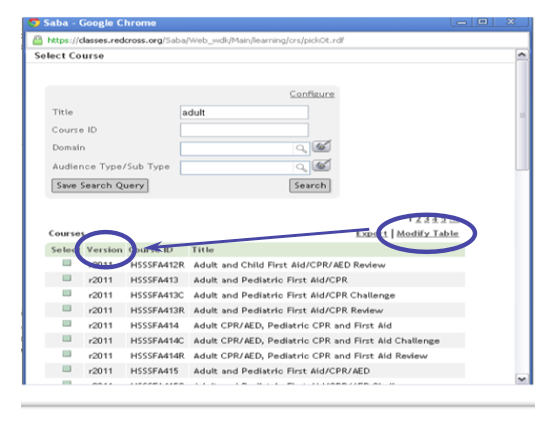 Saba - Google Chrome
https://classes.redcross.org/Saba/Web_wdk/Main/learning/crs/pickOt.rdf
Select Course
Configure
Title adult
Course ID
Domain
Audience Type/Sub Type
Save Search Query Search
1 2 3 4 5
Courses Export | Modify Table
Select Version Course ID Title
r2011 HSSSFA412R Adult and Child First Aid/CPR/AED Review
r2011 HSSSFA413 Adult and Pediatric First Aid/CPR
r2011 HSSSFA413C Adult and Pediatric First Aid/CPR Challenge
r2011 HSSSFA413R Adult and Pediatric First Aid/CPR Review
r2011 HSSSFA414 Adult CPR/AED, Pediatric CPR and First Aid
r2011 HSSSFA414C Adult CPR/AED, Pediatric CPR and First Aid Challenge
r2011 HSSSFA414R Adult CPR/AED, Pediatric CPR and First Aid Review
r2011 HSSSFA415 Adult and Pediatric First Aid/CPR/AED